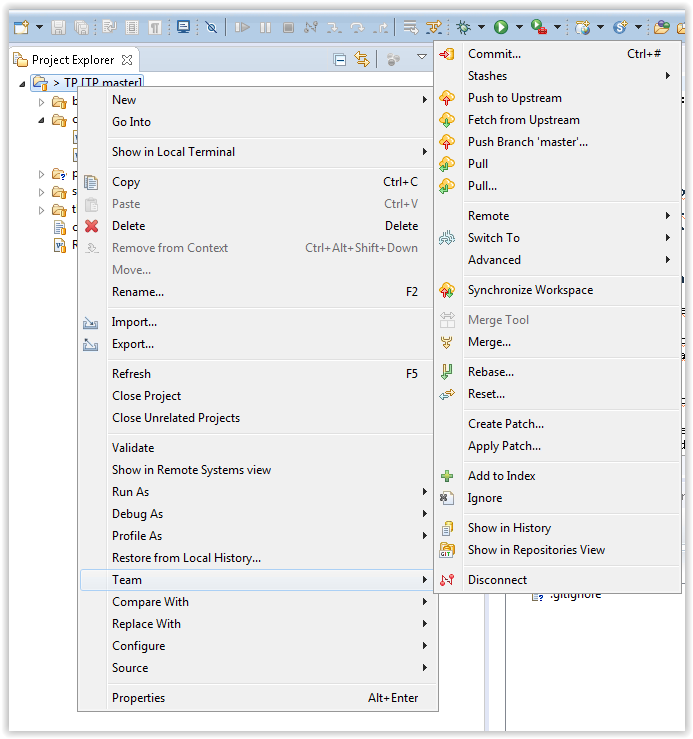 Project Explorer
> TP [TP master]
New
Go Into
Show in Local Terminal
Copy Ctrl+C
Paste Ctrl+V
Delete Delete
Remove from Context Ctrl+Alt+Shift+Down
Move...
Rename... F2
Import...
Export...
Refresh F5
Close Project
Close Unrelated Projects
Validate
Show in Remote Systems view
Run As
Debug As
Profile As
Restore from Local History...
Team
Compare With
Replace With
Configure
Source
Properties Alt+Enter
Commit... Ctrl+#
Stashes
Push to Upstream
Fetch from Upstream
Push Branch 'master'...
Pull
Pull...
Remote
Switch To
Advanced
Synchronize Workspace
Merge Tool
Merge...
Rebase...
Reset...
Create Patch...
Apply Patch...
Add to Index
Ignore
Show in History
GIT Show in Repositories View
Disconnect
.gitignore